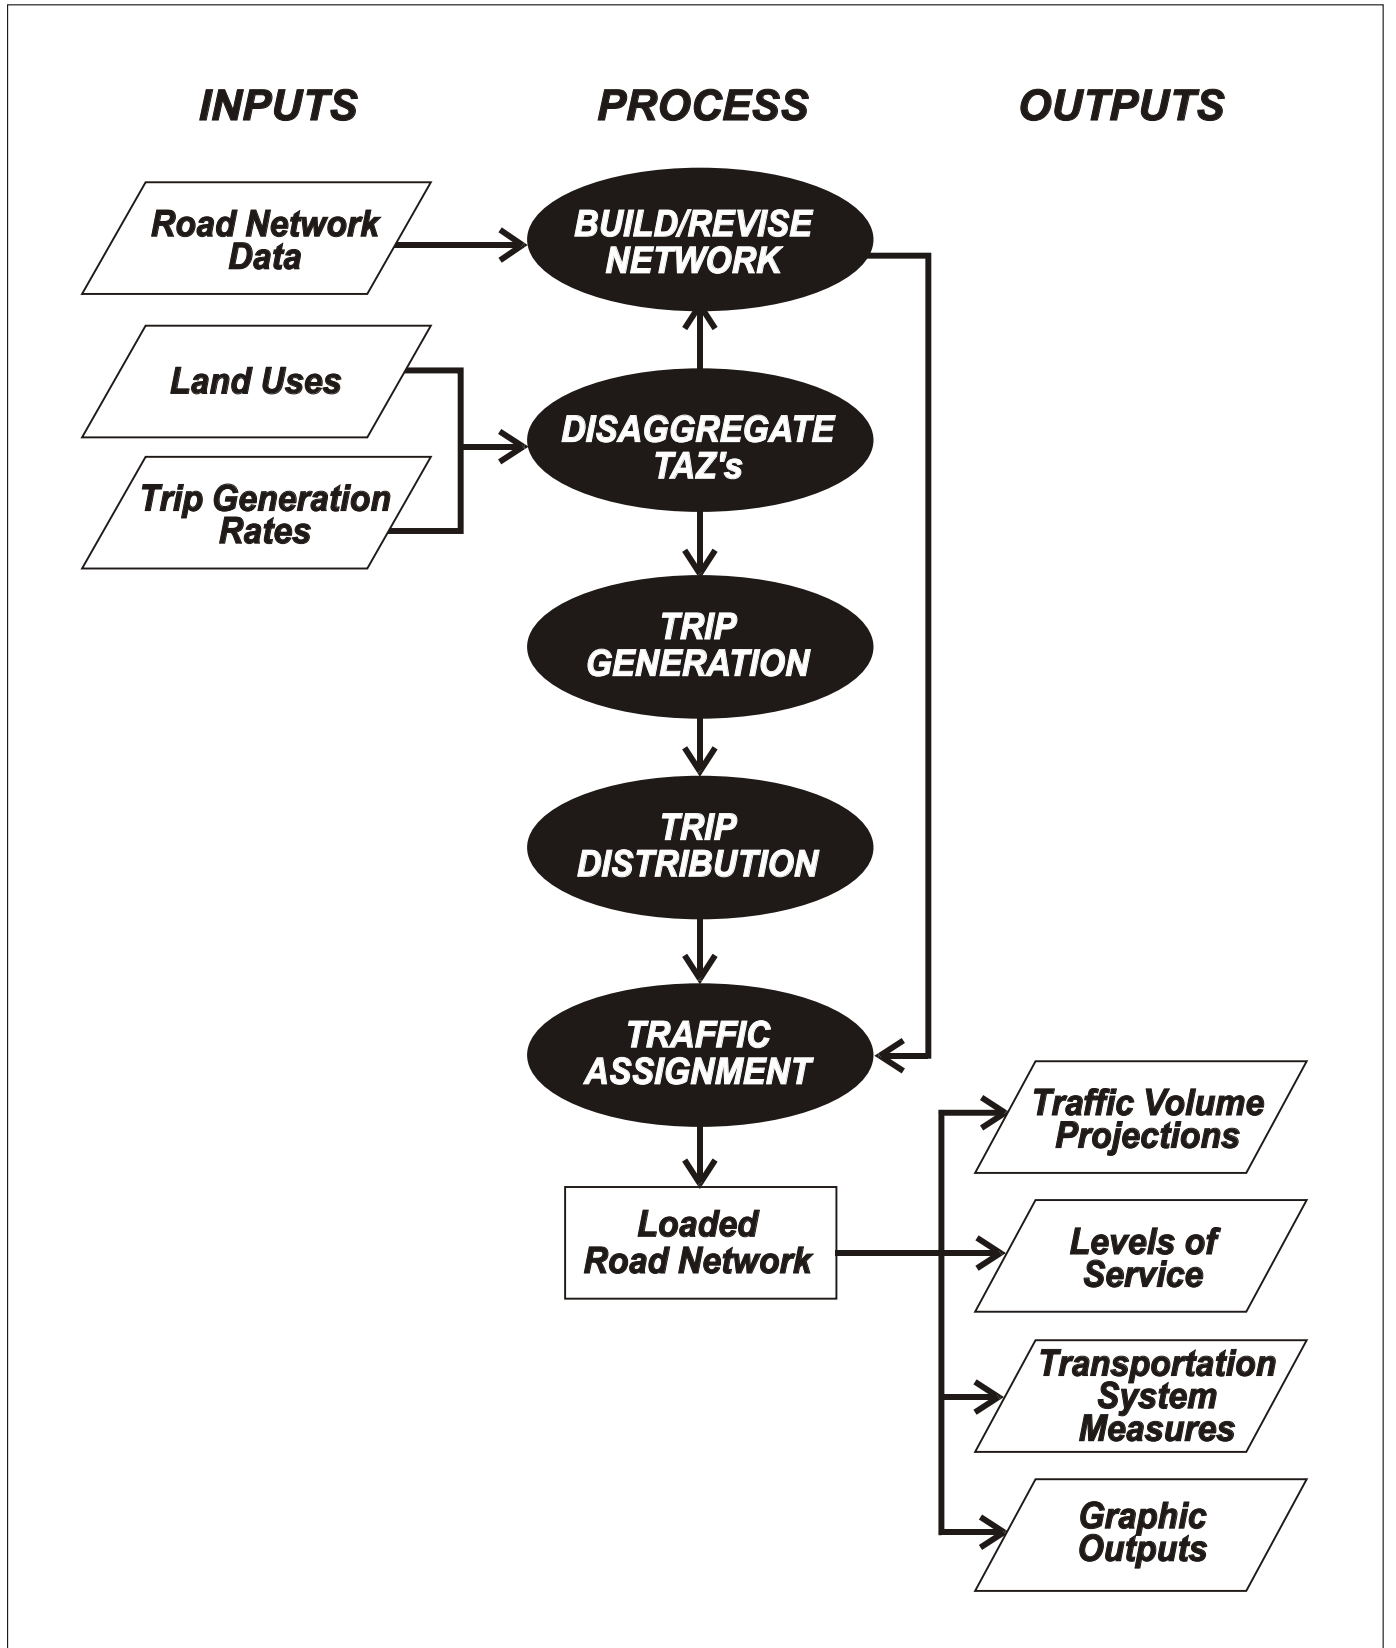 INPUTS
PROCESS
OUTPUTS
Road Network
Data
BUILD/REVISE
NETWORK
Land Uses
DISAGGREGATE
TAZ's
Trip Generation
Rates
TRIP
GENERATION
TRIP
DISTRIBUTION
TRAFFIC
ASSIGNMENT
Loaded
Road Network
Traffic Volume
Projections
Levels of
Service
Transportation
System
Measures
Graphic
Outputs